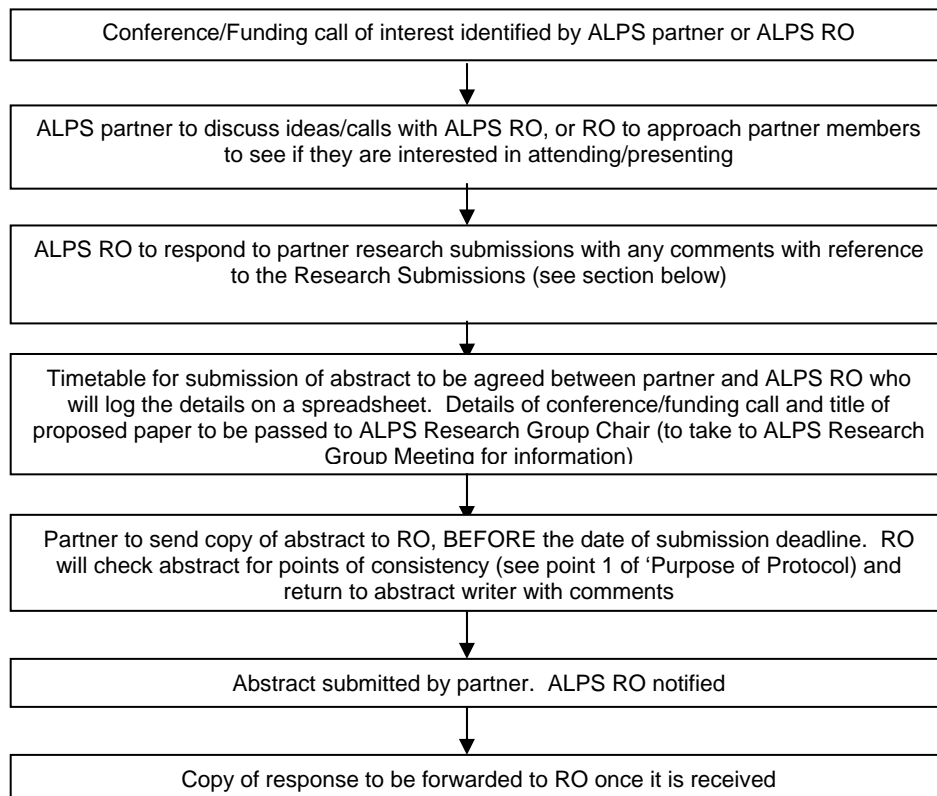 Conference/Funding call of interest identified by ALPS partner or ALPS RO
ALPS partner to discuss ideas/calls with ALPS RO, or RO to approach partner members
to see if they are interested in attending/presenting
ALPS RO to respond to partner research submissions with any comments with reference
to the Research Submissions (see section below)
Timetable for submission of abstract to be agreed between partner and ALPS RO who
will log the details on a spreadsheet.  Details of conference/funding call and title of
proposed paper to be passed to ALPS Research Group Chair (to take to ALPS Research
Group Meeting for information)
Partner to send copy of abstract to RO, BEFORE the date of submission deadline.  RO
will check abstract for points of consistency (see point 1 of ‘Purpose of Protocol) and
return to abstract writer with comments
Abstract submitted by partner.  ALPS RO notified
Copy of response to be forwarded to RO once it is received